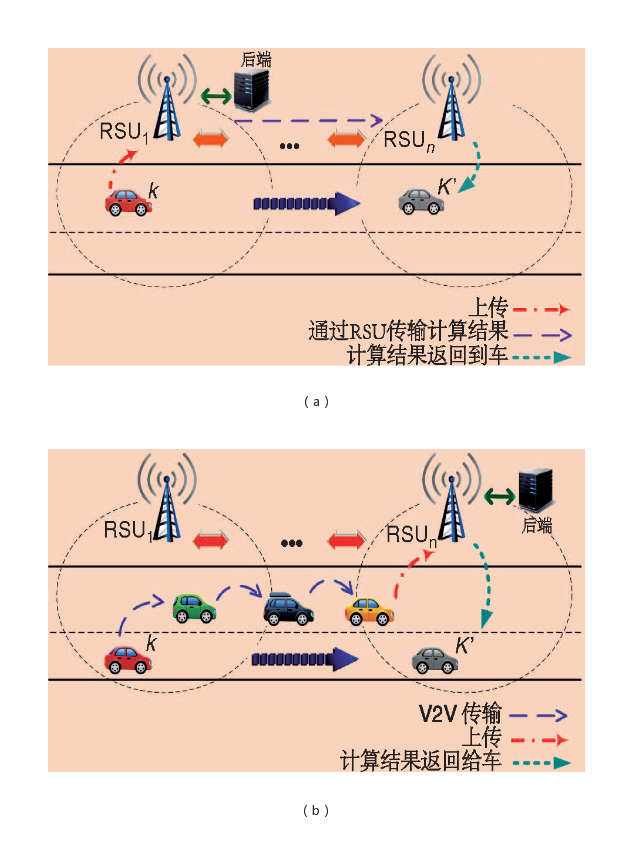 后端
RSU1
...
RSUn
k
K'
上传
通过RSU传输计算结果
计算结果返回到车
(a)
RSU1
...
RSUn
后端
k
K'
V2V 传输
上传
计算结果返回给车
(b)